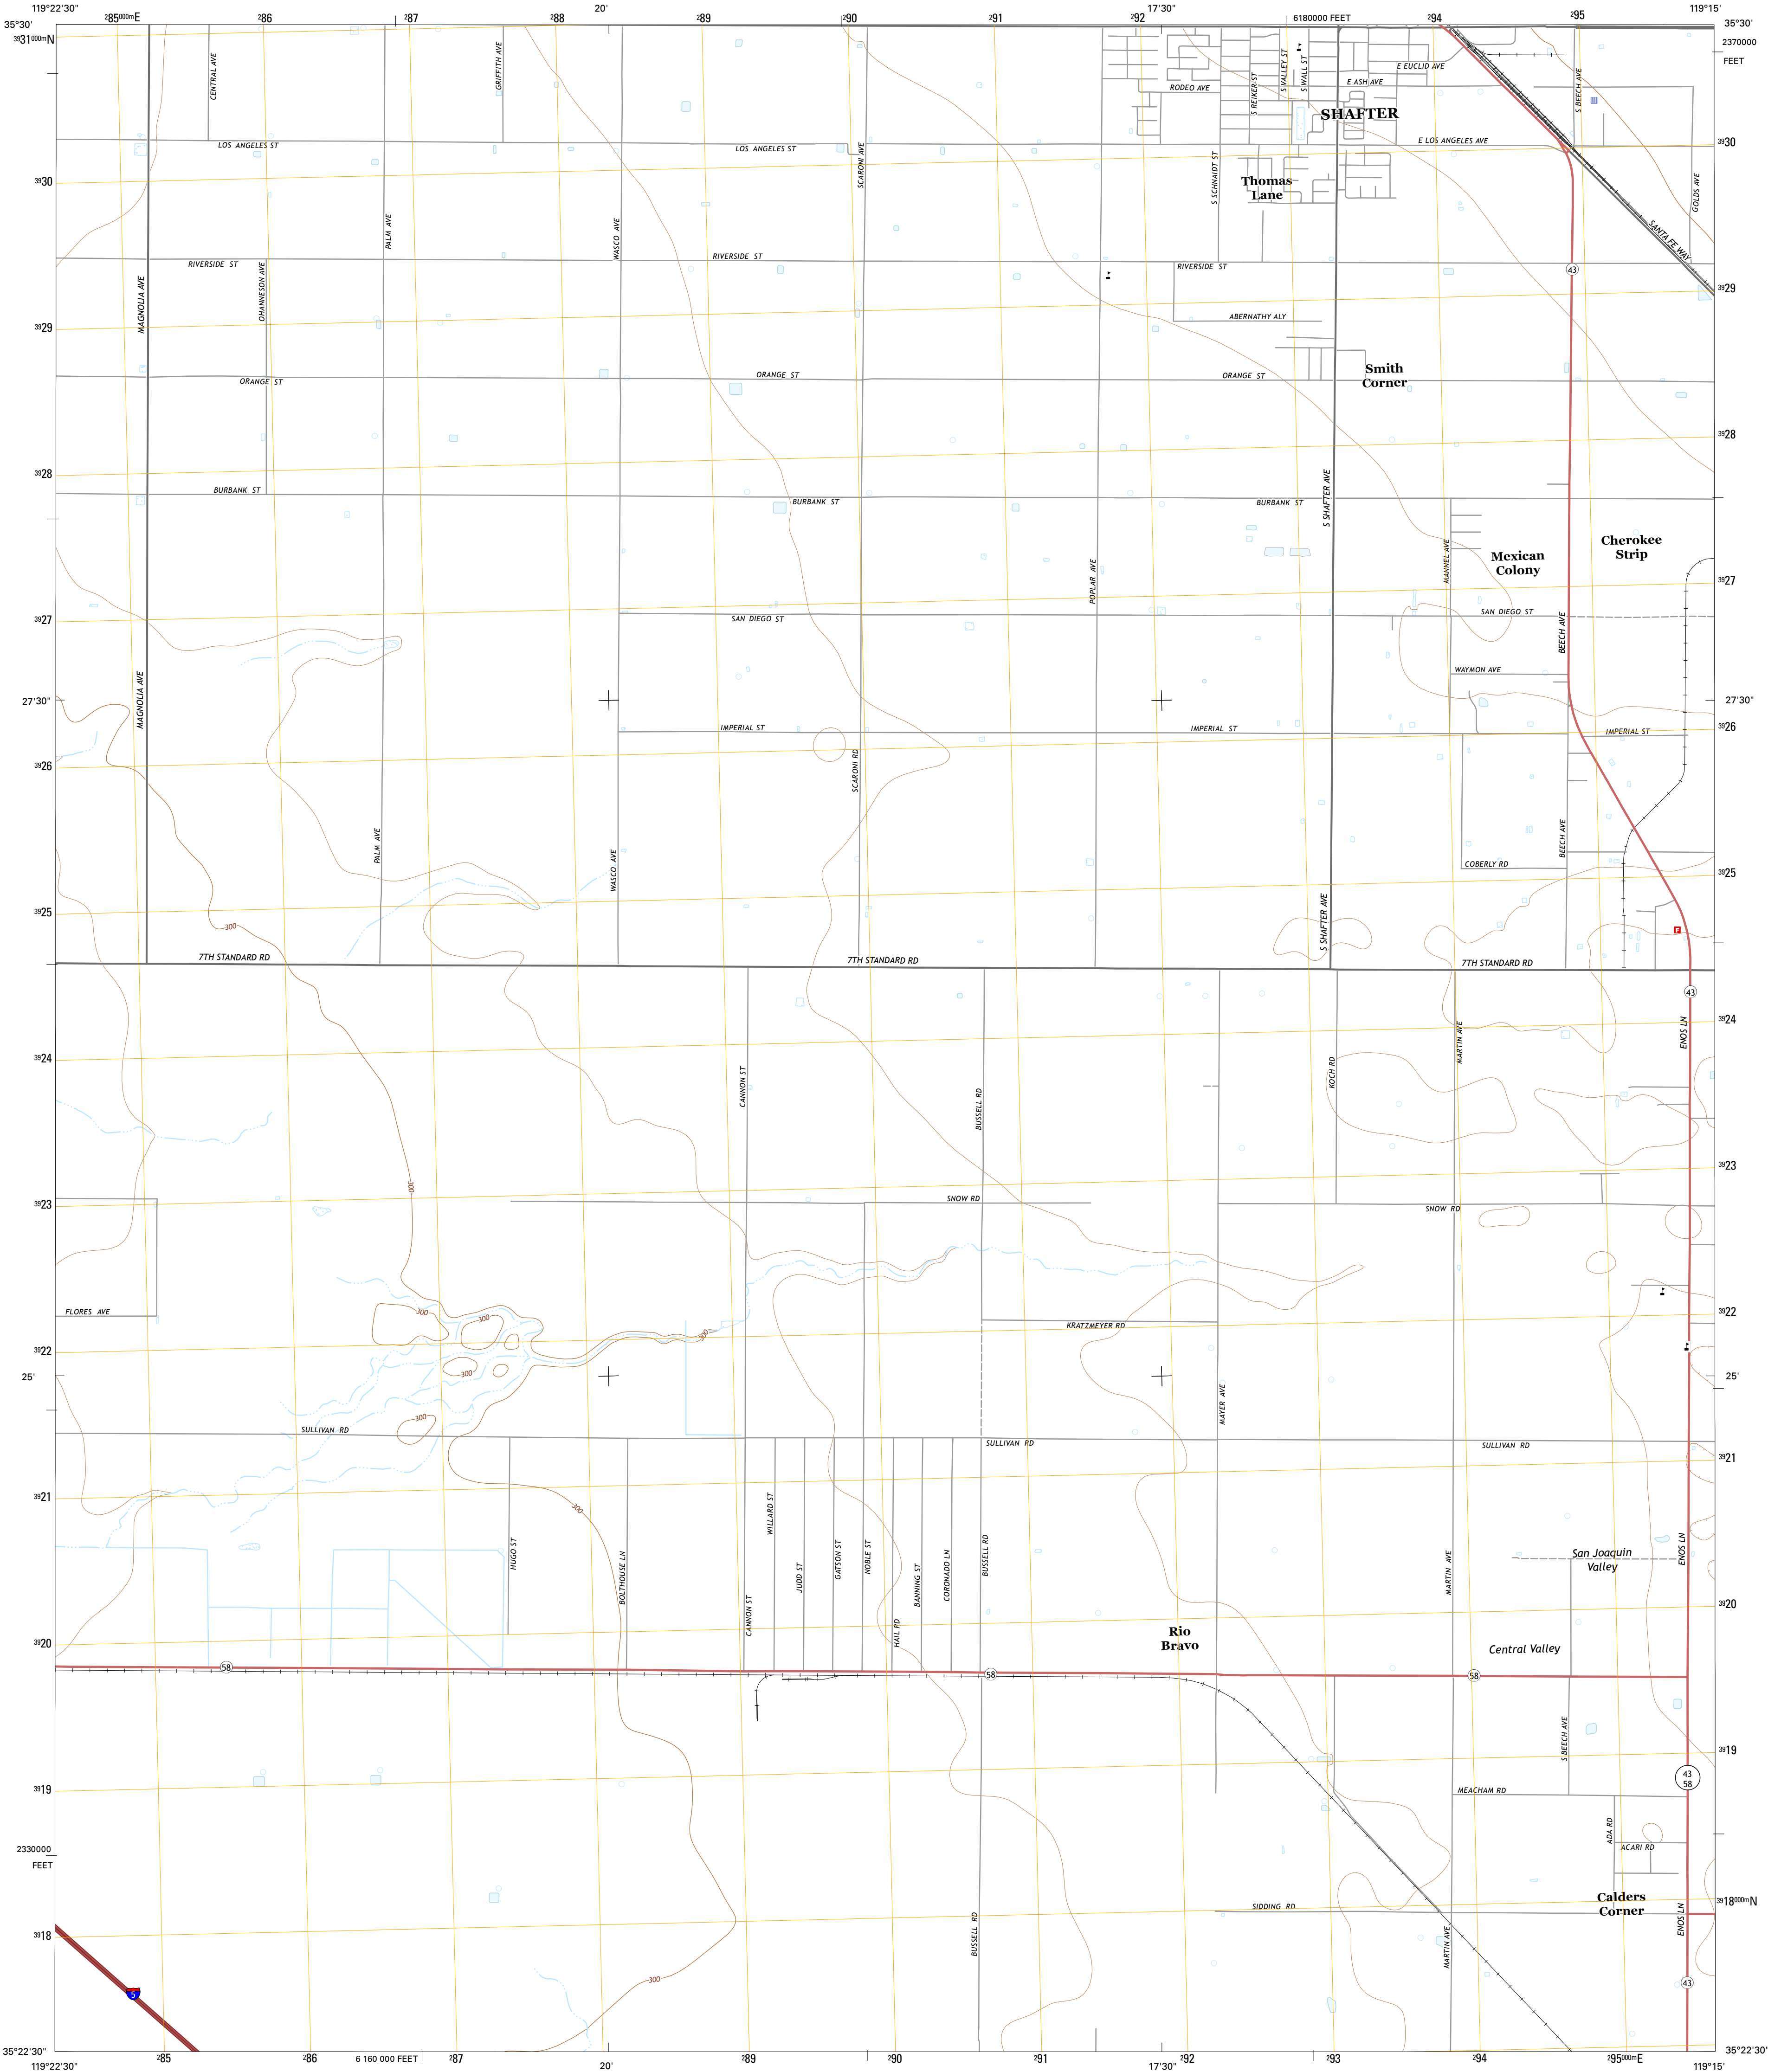 119°22'30"
²85⁰⁰⁰ᵐE
²86
²87
²88
20'
²89
²90
²91
²92
17'30"
6180000 FEET
²94
²95
119°15'
35°30'
35°30'
³⁹31⁰⁰⁰ᵐN
2370000
FEET
CENTRAL AVE
GRIFFITH AVE
S REIKER ST
S VALLEY ST
S WALL ST
E EUCLID AVE
E ASH AVE
RODEO AVE
S BEECH AVE
SHAFTER
LOS ANGELES ST
LOS ANGELES ST
E LOS ANGELES AVE
³⁹30
³⁹30
SCARONI AVE
S SCHNAIDT ST
Thomas
Lane
GOLDS AVE
PALM AVE
WASCO AVE
SANTA FE WAY
RIVERSIDE ST
RIVERSIDE ST
RIVERSIDE ST
43
MAGNOLIA AVE
OHANNESON AVE
³⁹29
³⁹29
ABERNATHY ALY
Smith
Corner
ORANGE ST
ORANGE ST
ORANGE ST
³⁹28
³⁹28
BURBANK ST
BURBANK ST
BURBANK ST
S SHAFTER AVE
Cherokee
Strip
Mexican
Colony
MANNEL AVE
POPLAR AVE
³⁹27
³⁹27
SAN DIEGO ST
SAN DIEGO ST
BEECH AVE
WAYMON AVE
MAGNOLIA AVE
27'30"
27'30"
IMPERIAL ST
IMPERIAL ST
IMPERIAL ST
³⁹26
³⁹26
SCARONI RD
PALM AVE
WASCO AVE
BEECH AVE
COBERLY RD
³⁹25
³⁹25
300
S SHAFTER AVE
F
7TH STANDARD RD
7TH STANDARD RD
7TH STANDARD RD
43
ENOS LN
³⁹24
³⁹24
MARTIN AVE
KOCH RD
CANNON ST
BUSSELL RD
300
³⁹23
³⁹23
SNOW RD
SNOW RD
FLORES AVE
300
300
300
KRATZMEYER RD
³⁹22
³⁹22
300
25'
25'
MAYER AVE
300
SULLIVAN RD
SULLIVAN RD
SULLIVAN RD
³⁹21
³⁹21
300
HUGO ST
BOLTHOUSE LN
WILLARD ST
JUDD ST
GATSON ST
NOBLE ST
BANNING ST
CORONADO LN
BUSSELL RD
MARTIN AVE
San Joaquin
Valley
ENOS LN
CANNON ST
HAIL RD
³⁹20
³⁹20
Rio
Bravo
Central Valley
58
58
58
S BEECH AVE
³⁹19
³⁹19
43
58
MEACHAM RD
ADA RD
ACARI RD
2330000
FEET
Calders
Corner
³⁹18⁰⁰⁰ᵐN
SIDDING RD
ENOS LN
BUSSELL RD
MARTIN AVE
³⁹18
300
5
43
35°22'30"
35°22'30"
119°22'30"
²85
²86
6 160 000 FEET
²87
20'
²89
²90
²91
17'30"
²92
²93
²94
²95⁰⁰⁰ᵐE
119°15'